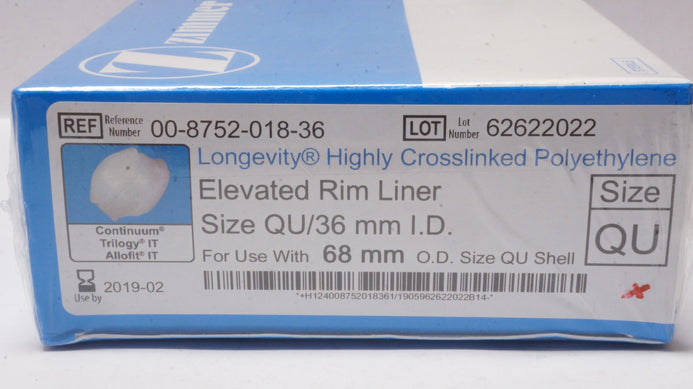 zimmer
REF Reference Number 00-8752-018-36
LOT Lot Number 62622022
Longevity® Highly Crosslinked Polyethylene
Elevated Rim Liner
Size QU/36 mm I.D.
For Use With 68 mm O.D. Size QU Shell
Size
QU
Continuum®
Trilogy® IT
Allofit® IT
Use by 2019-02
*+H124008752018361/1905962622022B14-*